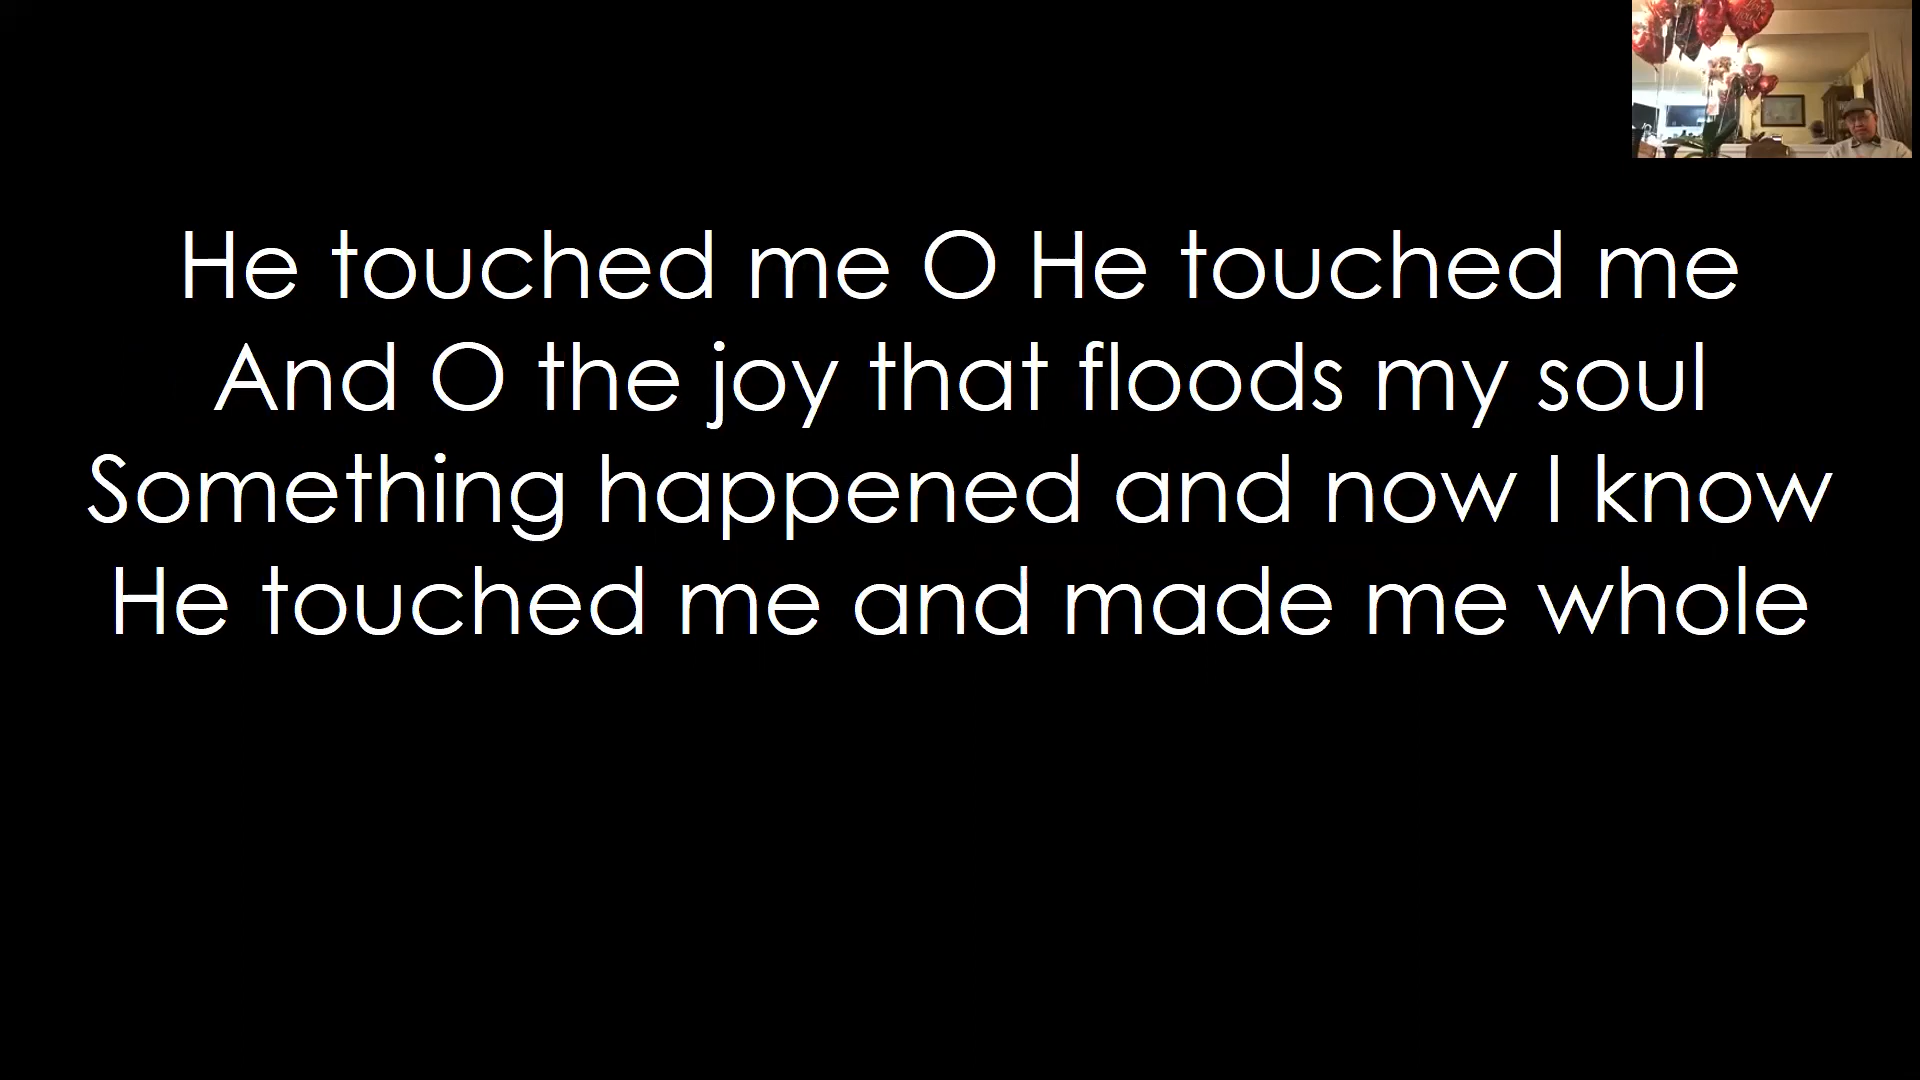 He touched me O He touched me
And O the joy that floods my soul
Something happened and now I know
He touched me and made me whole